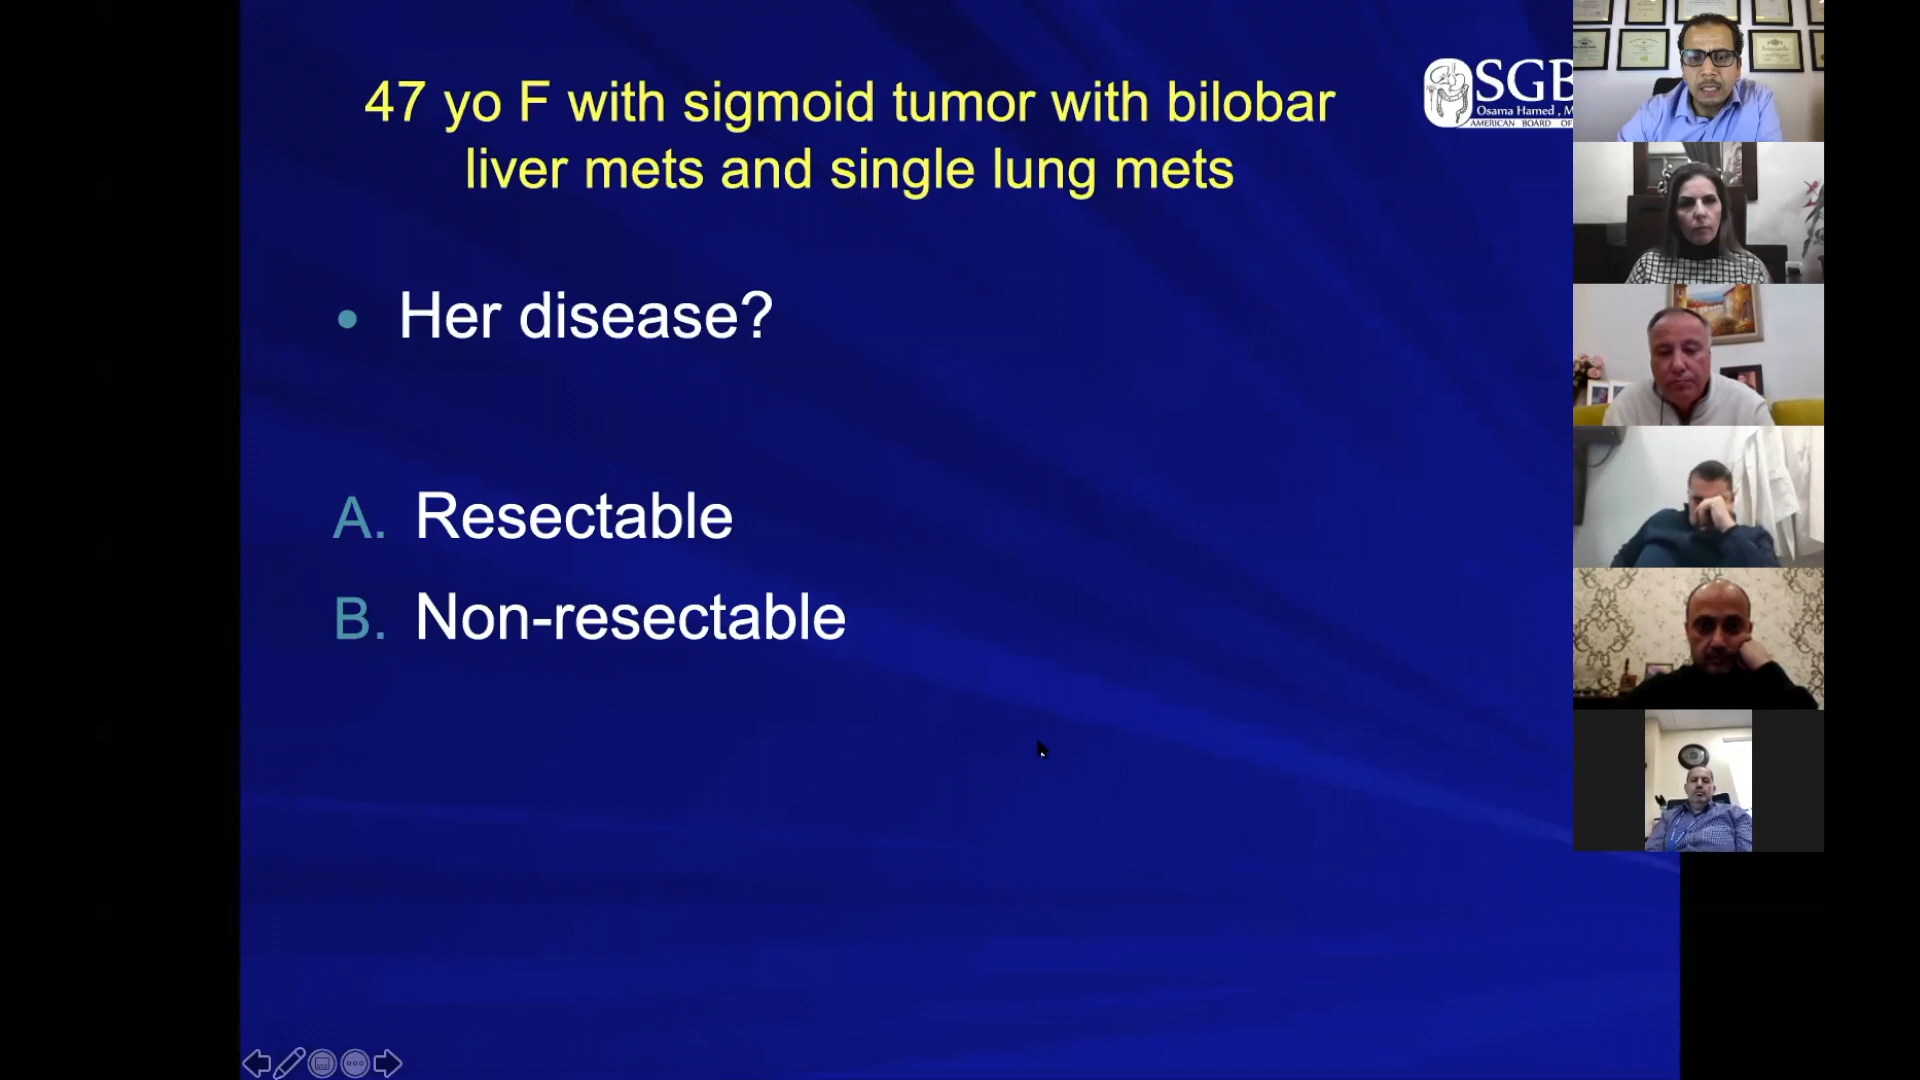 47 yo F with sigmoid tumor with bilobar
liver mets and single lung mets
SGB
Osama Hamed , M
AMERICAN BOARD OF
• Her disease?
A. Resectable
B. Non-resectable